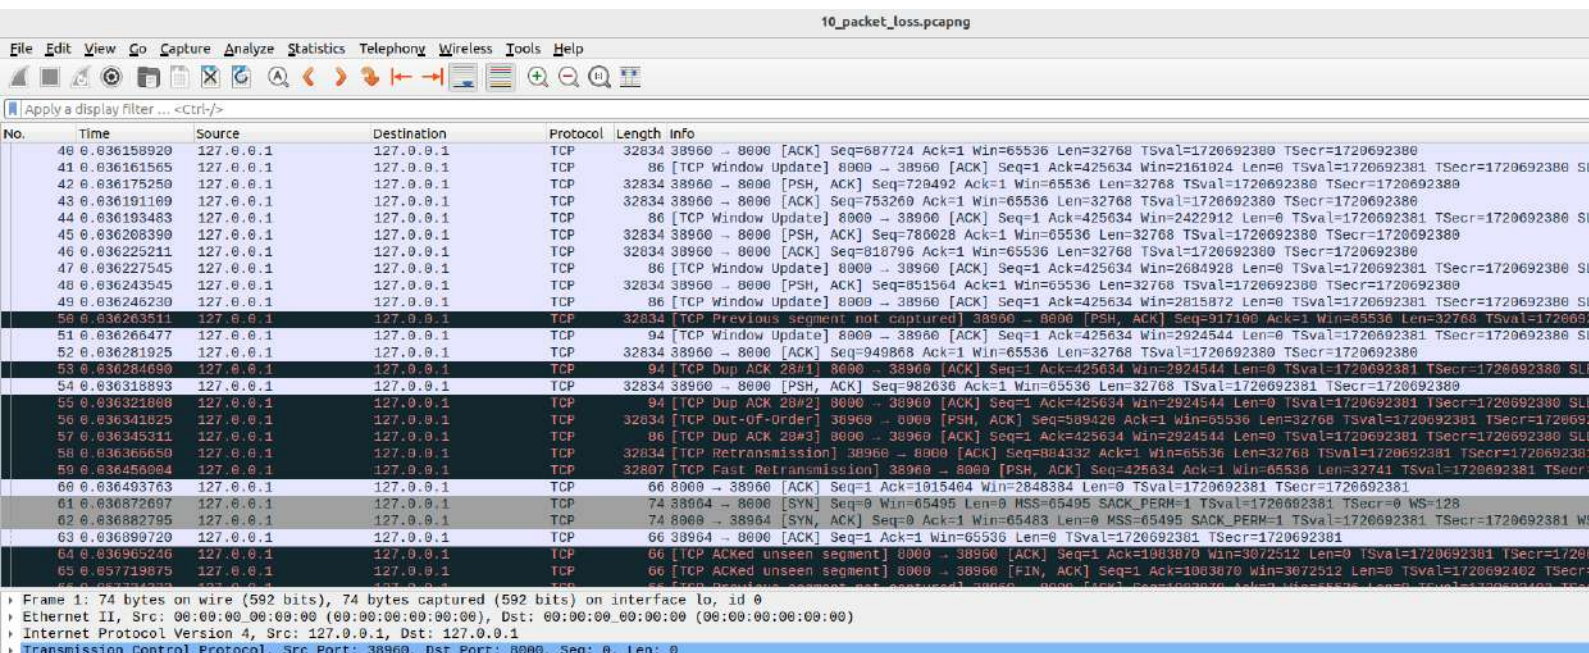 10_packet_loss.pcapng
File Edit View Go Capture Analyze Statistics Telephony Wireless Tools Help
Apply a display filter ... <Ctrl-/>
No. Time Source Destination Protocol Length Info
40 0.036158920 127.0.0.1 127.0.0.1 TCP 32834 38960 → 8000 [ACK] Seq=687724 Ack=1 Win=65536 Len=32768 TSval=1720692380 TSecr=1720692380
41 0.036161565 127.0.0.1 127.0.0.1 TCP 86 [TCP Window Update] 8000 → 38960 [ACK] Seq=1 Ack=425634 Win=2161024 Len=0 TSval=1720692381 TSecr=1720692380 SL
42 0.036175250 127.0.0.1 127.0.0.1 TCP 32834 38960 → 8000 [PSH, ACK] Seq=720492 Ack=1 Win=65536 Len=32768 TSval=1720692380 TSecr=1720692380
43 0.036191109 127.0.0.1 127.0.0.1 TCP 32834 38960 → 8000 [ACK] Seq=753260 Ack=1 Win=65536 Len=32768 TSval=1720692380 TSecr=1720692380
44 0.036193483 127.0.0.1 127.0.0.1 TCP 86 [TCP Window Update] 8000 → 38960 [ACK] Seq=1 Ack=425634 Win=2422912 Len=0 TSval=1720692381 TSecr=1720692380 SL
45 0.036208390 127.0.0.1 127.0.0.1 TCP 32834 38960 → 8000 [PSH, ACK] Seq=786028 Ack=1 Win=65536 Len=32768 TSval=1720692380 TSecr=1720692380
46 0.036225211 127.0.0.1 127.0.0.1 TCP 32834 38960 → 8000 [ACK] Seq=818796 Ack=1 Win=65536 Len=32768 TSval=1720692380 TSecr=1720692380
47 0.036227545 127.0.0.1 127.0.0.1 TCP 86 [TCP Window Update] 8000 → 38960 [ACK] Seq=1 Ack=425634 Win=2684928 Len=0 TSval=1720692381 TSecr=1720692380 SL
48 0.036243545 127.0.0.1 127.0.0.1 TCP 32834 38960 → 8000 [PSH, ACK] Seq=851564 Ack=1 Win=65536 Len=32768 TSval=1720692380 TSecr=1720692380
49 0.036246230 127.0.0.1 127.0.0.1 TCP 86 [TCP Window Update] 8000 → 38960 [ACK] Seq=1 Ack=425634 Win=2815872 Len=0 TSval=1720692381 TSecr=1720692380 SL
50 0.036263511 127.0.0.1 127.0.0.1 TCP 32834 [TCP Previous segment not captured] 38960 → 8000 [PSH, ACK] Seq=917100 Ack=1 Win=65536 Len=32768 TSval=1720692
51 0.036266477 127.0.0.1 127.0.0.1 TCP 94 [TCP Window Update] 8000 → 38960 [ACK] Seq=1 Ack=425634 Win=2924544 Len=0 TSval=1720692381 TSecr=1720692380 SL
52 0.036281925 127.0.0.1 127.0.0.1 TCP 32834 38960 → 8000 [ACK] Seq=949868 Ack=1 Win=65536 Len=32768 TSval=1720692380 TSecr=1720692380
53 0.036284690 127.0.0.1 127.0.0.1 TCP 94 [TCP Dup ACK 28#1] 8000 → 38960 [ACK] Seq=1 Ack=425634 Win=2924544 Len=0 TSval=1720692381 TSecr=1720692380 SL
54 0.036318893 127.0.0.1 127.0.0.1 TCP 32834 38960 → 8000 [PSH, ACK] Seq=982636 Ack=1 Win=65536 Len=32768 TSval=1720692381 TSecr=1720692380
55 0.036321808 127.0.0.1 127.0.0.1 TCP 94 [TCP Dup ACK 28#2] 8000 → 38960 [ACK] Seq=1 Ack=425634 Win=2924544 Len=0 TSval=1720692381 TSecr=1720692380 SL
56 0.036341825 127.0.0.1 127.0.0.1 TCP 32834 [TCP Out-Of-Order] 38960 → 8000 [PSH, ACK] Seq=589420 Ack=1 Win=65536 Len=32768 TSval=1720692381 TSecr=172069
57 0.036345311 127.0.0.1 127.0.0.1 TCP 86 [TCP Dup ACK 28#3] 8000 → 38960 [ACK] Seq=1 Ack=425634 Win=2924544 Len=0 TSval=1720692381 TSecr=1720692380 SL
58 0.036366650 127.0.0.1 127.0.0.1 TCP 32834 [TCP Retransmission] 38960 → 8000 [ACK] Seq=884332 Ack=1 Win=65536 Len=32768 TSval=1720692381 TSecr=172069238
59 0.036456004 127.0.0.1 127.0.0.1 TCP 32807 [TCP Fast Retransmission] 38960 → 8000 [PSH, ACK] Seq=425634 Ack=1 Win=65536 Len=32741 TSval=1720692381 TSecr
60 0.036493763 127.0.0.1 127.0.0.1 TCP 66 8000 → 38960 [ACK] Seq=1 Ack=1015404 Win=2848384 Len=0 TSval=1720692381 TSecr=1720692381
61 0.036872697 127.0.0.1 127.0.0.1 TCP 74 38964 → 8000 [SYN] Seq=0 Win=65495 Len=0 MSS=65495 SACK_PERM=1 TSval=1720692381 TSecr=0 WS=128
62 0.036882795 127.0.0.1 127.0.0.1 TCP 74 8000 → 38964 [SYN, ACK] Seq=0 Ack=1 Win=65483 Len=0 MSS=65495 SACK_PERM=1 TSval=1720692381 TSecr=1720692381 W
63 0.036890720 127.0.0.1 127.0.0.1 TCP 66 38964 → 8000 [ACK] Seq=1 Ack=1 Win=65536 Len=0 TSval=1720692381 TSecr=1720692381
64 0.036965246 127.0.0.1 127.0.0.1 TCP 66 [TCP ACKed unseen segment] 8000 → 38960 [ACK] Seq=1 Ack=1083870 Win=3072512 Len=0 TSval=1720692381 TSecr=1720
65 0.057719875 127.0.0.1 127.0.0.1 TCP 66 [TCP ACKed unseen segment] 8000 → 38960 [FIN, ACK] Seq=1 Ack=1083870 Win=3072512 Len=0 TSval=1720692402 TSecr
Frame 1: 74 bytes on wire (592 bits), 74 bytes captured (592 bits) on interface lo, id 0
Ethernet II, Src: 00:00:00_00:00:00 (00:00:00:00:00:00), Dst: 00:00:00_00:00:00 (00:00:00:00:00:00)
Internet Protocol Version 4, Src: 127.0.0.1, Dst: 127.0.0.1
Transmission Control Protocol, Src Port: 38960, Dst Port: 8000, Seq: 0, Len: 0